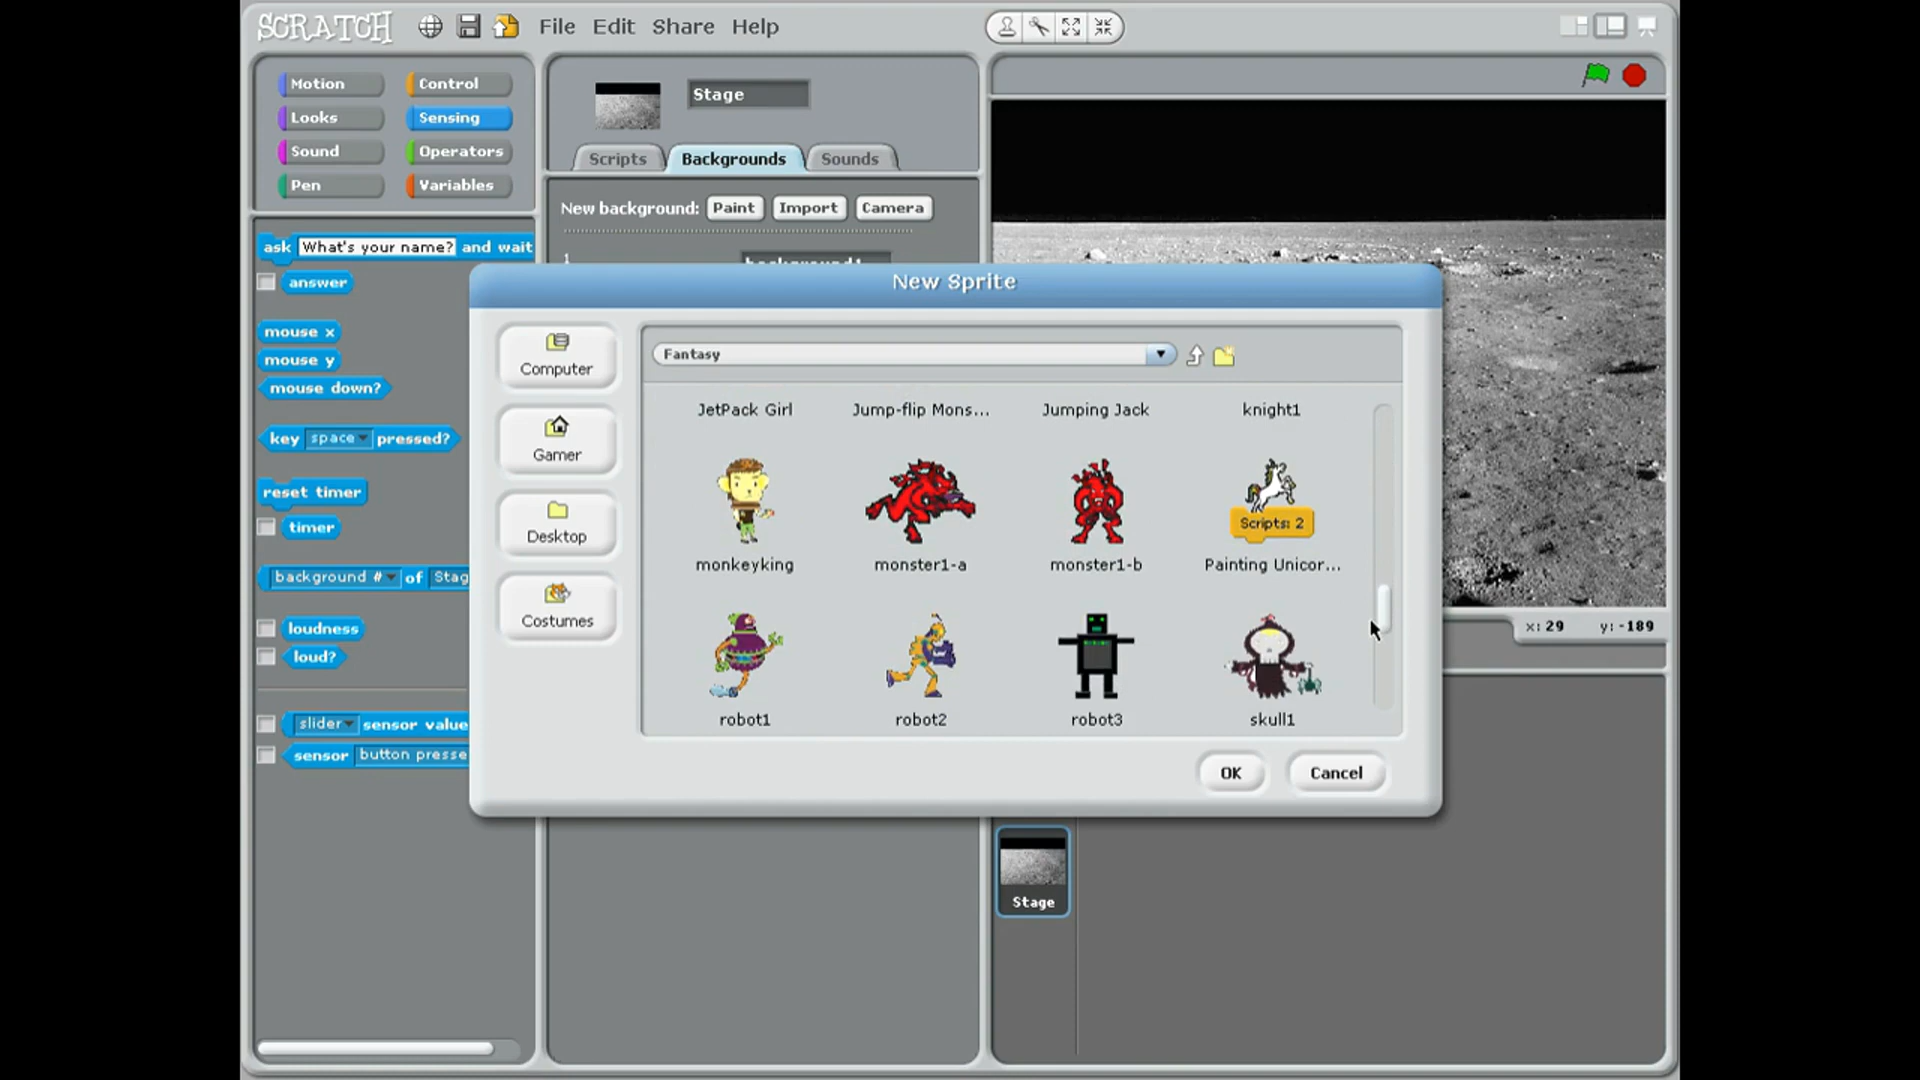 SCRATCH File Edit Share Help
Motion Control
Looks Sensing
Sound Operators
Pen Variables
Stage
Scripts Backgrounds Sounds
New background: Paint Import Camera
1
ask What's your name? and wait
answer
mouse x
mouse y
mouse down?
key space pressed?
reset timer
timer
background # of Stag
loudness
loud?
slider sensor value
sensor button presse
New Sprite
Computer
Gamer
Desktop
Costumes
Fantasy
JetPack Girl Jump-flip Mons... Jumping Jack knight1
Scripts: 2
monkeyking monster1-a monster1-b Painting Unicor...
robot1 robot2 robot3 skull1
OK Cancel
x: 29 y: -189
Stage